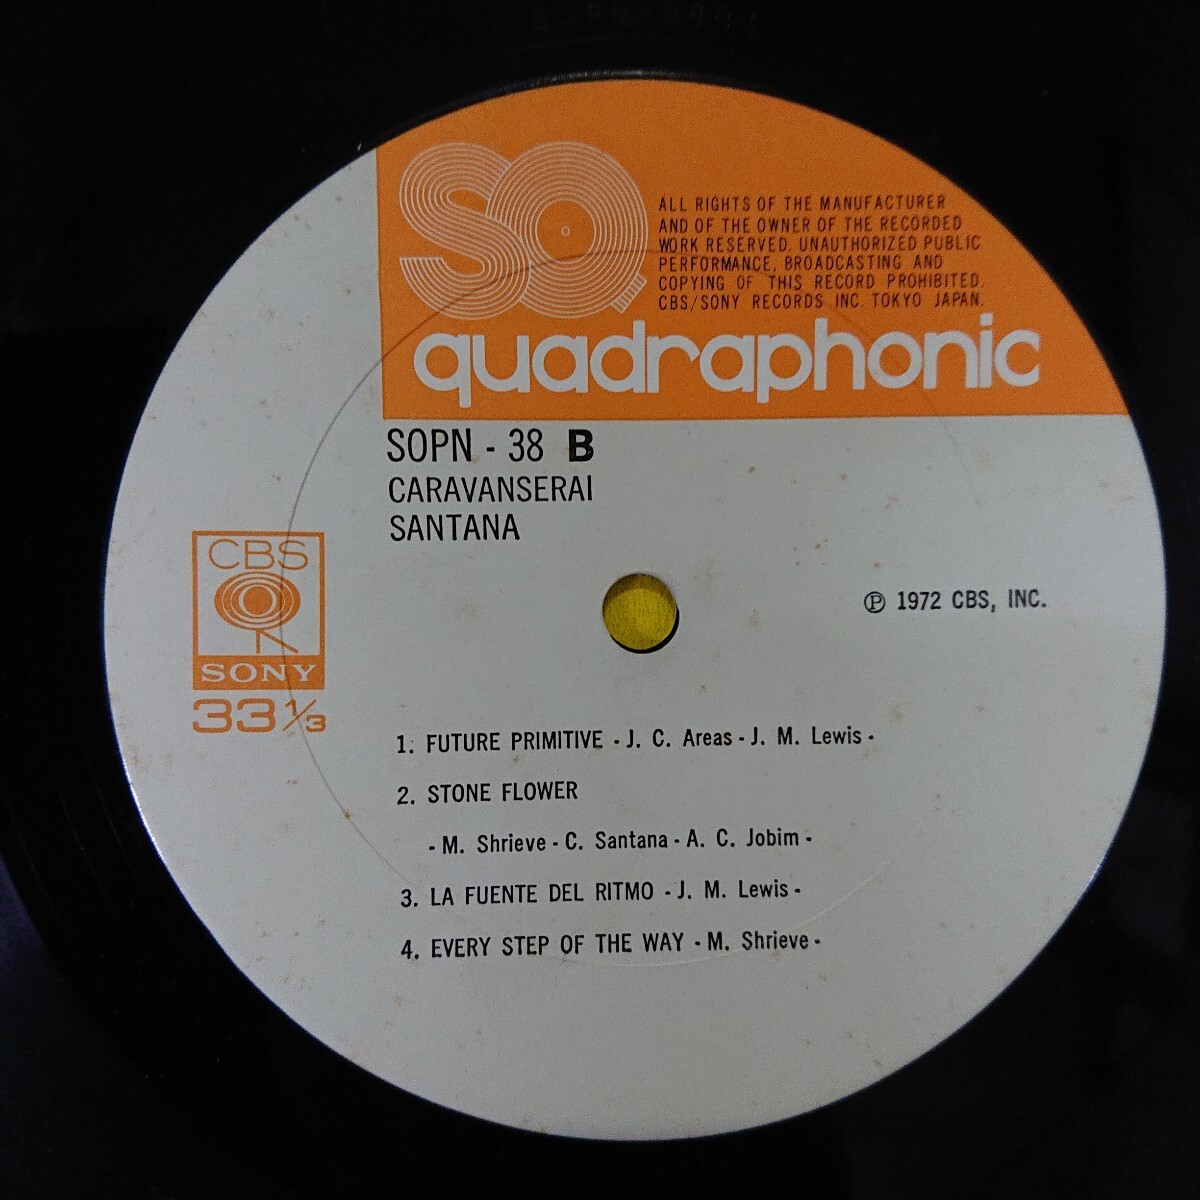 SQ
ALL RIGHTS OF THE MANUFACTURER
AND OF THE OWNER OF THE RECORDED
WORK RESERVED. UNAUTHORIZED PUBLIC
PERFORMANCE, BROADCASTING AND
COPYING OF THIS RECORD PROHIBITED.
CBS/SONY RECORDS INC. TOKYO JAPAN.
quadraphonic
SOPN - 38 B
CARAVANSERAI
SANTANA
CBS
SONY
33 1/3
Ⓟ 1972 CBS, INC.
1. FUTURE PRIMITIVE - J. C. Areas - J. M. Lewis -
2. STONE FLOWER
- M. Shrieve - C. Santana - A. C. Jobim -
3. LA FUENTE DEL RITMO - J. M. Lewis -
4. EVERY STEP OF THE WAY - M. Shrieve -